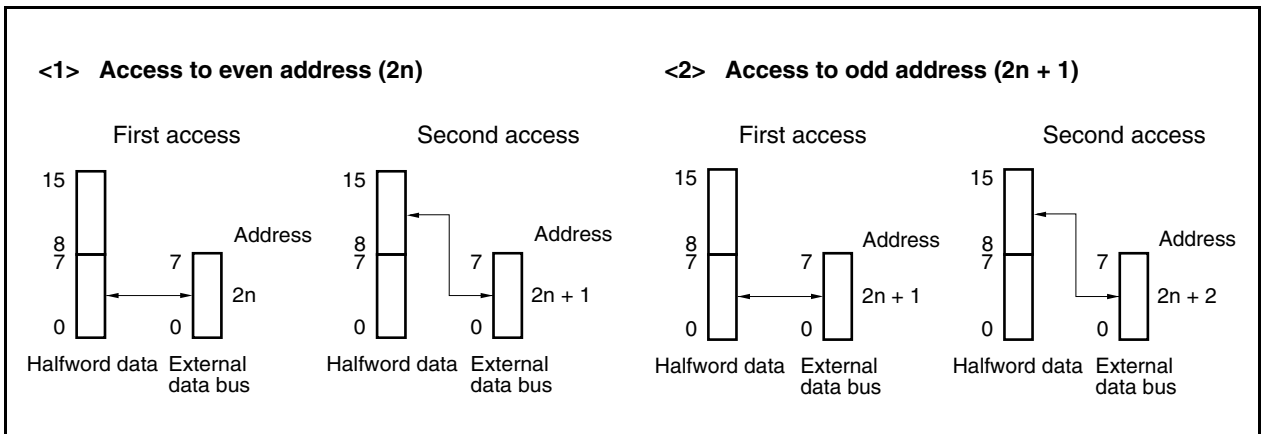 <1> Access to even address (2n)
First access
15
8
7
0
Halfword data
7
0
External
data bus
Address
2n
Second access
15
8
7
0
Halfword data
7
0
External
data bus
Address
2n + 1
<2> Access to odd address (2n + 1)
First access
15
8
7
0
Halfword data
7
0
External
data bus
Address
2n + 1
Second access
15
8
7
0
Halfword data
7
0
External
data bus
Address
2n + 2